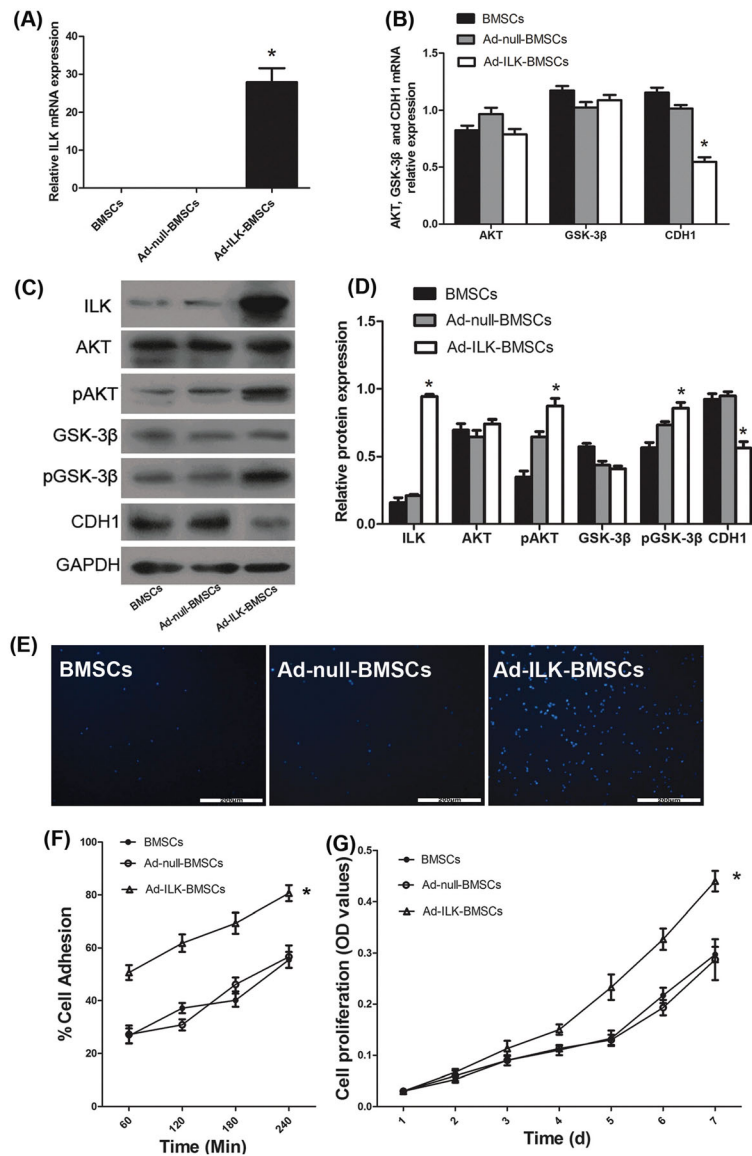 (A)
Relative ILK mRNA expression
40
30
20
10
0
*
BMSCs
Ad-null-BMSCs
Ad-ILK-BMSCs
(B)
BMSCs
Ad-null-BMSCs
Ad-ILK-BMSCs
AKT, GSK-3β and CDH1 mRNA
relative expression
1.5
1.0
0.5
0.0
*
AKT
GSK-3β
CDH1
(C)
ILK
AKT
pAKT
GSK-3β
pGSK-3β
CDH1
GAPDH
BMSCs
Ad-null-BMSCs
Ad-ILK-BMSCs
(D)
BMSCs
Ad-null-BMSCs
Ad-ILK-BMSCs
Relative protein expression
1.5
1.0
0.5
0.0
* * * *
ILK AKT pAKT GSK-3β pGSK-3β CDH1
(E)
BMSCs
200μm
Ad-null-BMSCs
200μm
Ad-ILK-BMSCs
200μm
(F)
BMSCs
Ad-null-BMSCs
Ad-ILK-BMSCs
% Cell Adhesion
100
80
60
40
20
0
*
60 120 180 240
Time (Min)
(G)
BMSCs
Ad-null-BMSCs
Ad-ILK-BMSCs
Cell proliferation (OD values)
0.5
0.4
0.3
0.2
0.1
0.0
*
1 2 3 4 5 6 7
Time (d)